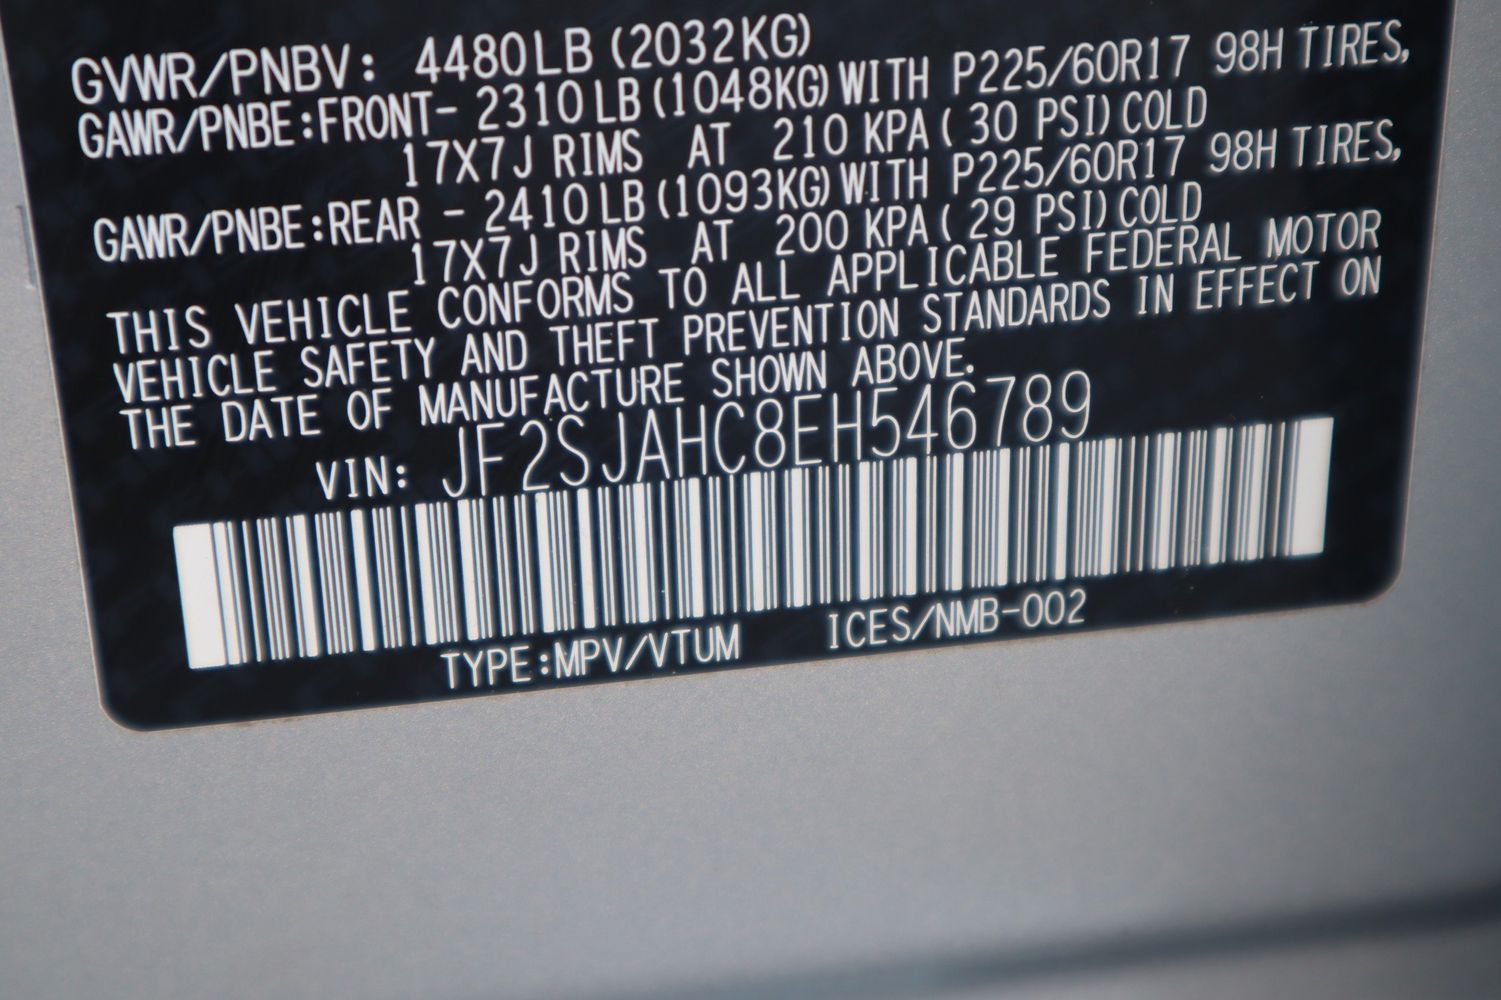 GVWR/PNBV: 4480LB (2032KG)
GAWR/PNBE:FRONT- 2310LB (1048KG) WITH P225/60R17 98H TIRES,
17X7J RIMS AT 210 KPA ( 30 PSI) COLD
GAWR/PNBE:REAR - 2410LB (1093KG) WITH P225/60R17 98H TIRES,
17X7J RIMS AT 200 KPA ( 29 PSI) COLD
THIS VEHICLE CONFORMS TO ALL APPLICABLE FEDERAL MOTOR
VEHICLE SAFETY AND THEFT PREVENTION STANDARDS IN EFFECT ON
THE DATE OF MANUFACTURE SHOWN ABOVE.
VIN: JF2SJAHC8EH546789
TYPE:MPV/VTUM ICES/NMB-002